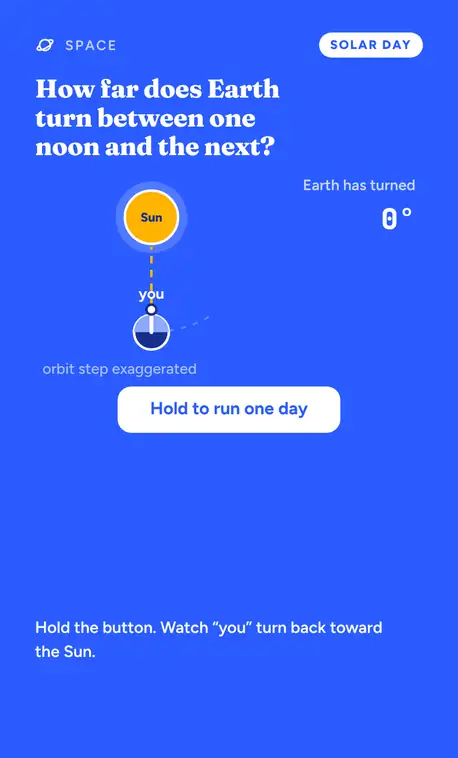 SPACE
SOLAR DAY
How far does Earth
turn between one
noon and the next?
Earth has turned
0°
Sun
you
orbit step exaggerated
Hold to run one day
Hold the button. Watch “you” turn back toward
the Sun.